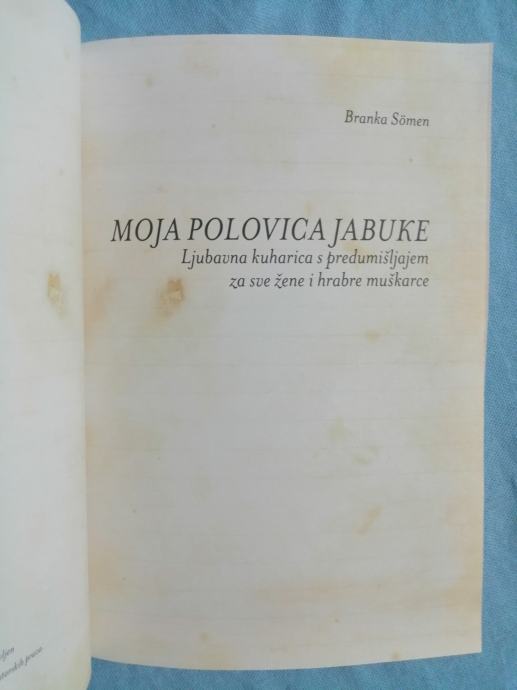 Branka Sömen
MOJA POLOVICA JABUKE
Ljubavna kuharica s predumišljajem
za sve žene i hrabre muškarce